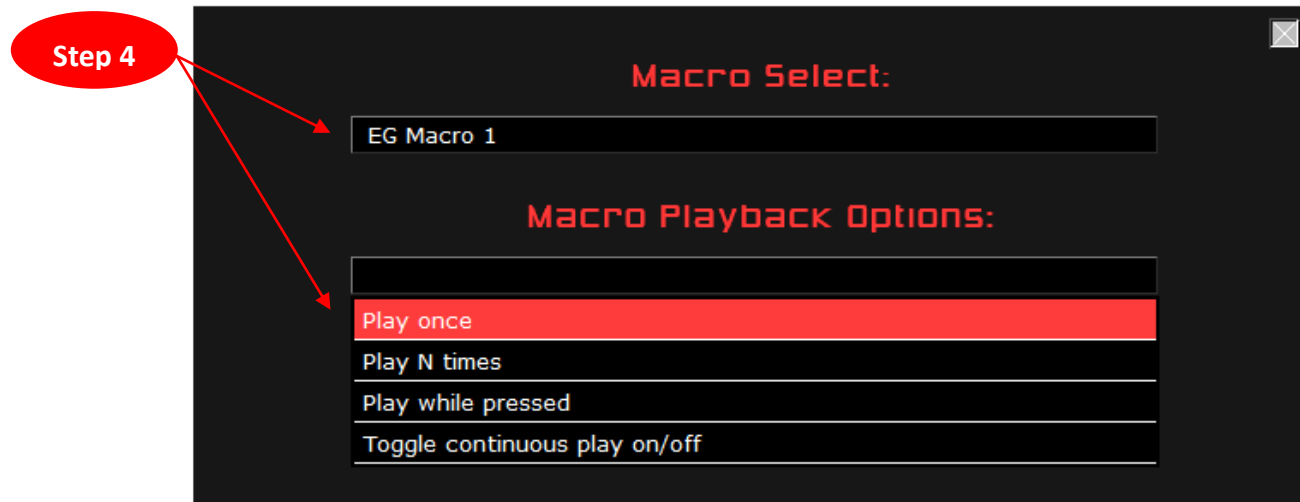 Step 4
Macro Select:
EG Macro 1
Macro Playback Options:
Play once
Play N times
Play while pressed
Toggle continuous play on/off